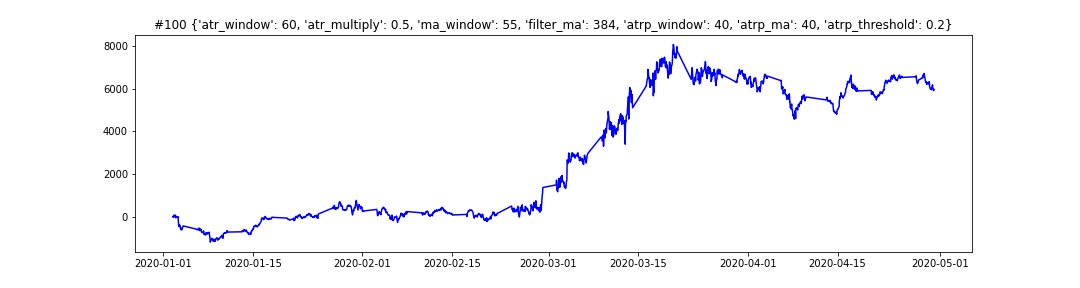 #100 {'atr_window': 60, 'atr_multiply': 0.5, 'ma_window': 55, 'filter_ma': 384, 'atrp_window': 40, 'atrp_ma': 40, 'atrp_threshold': 0.2}
8000
6000
4000
2000
0
2020-01-01 2020-01-15 2020-02-01 2020-02-15 2020-03-01 2020-03-15 2020-04-01 2020-04-15 2020-05-01